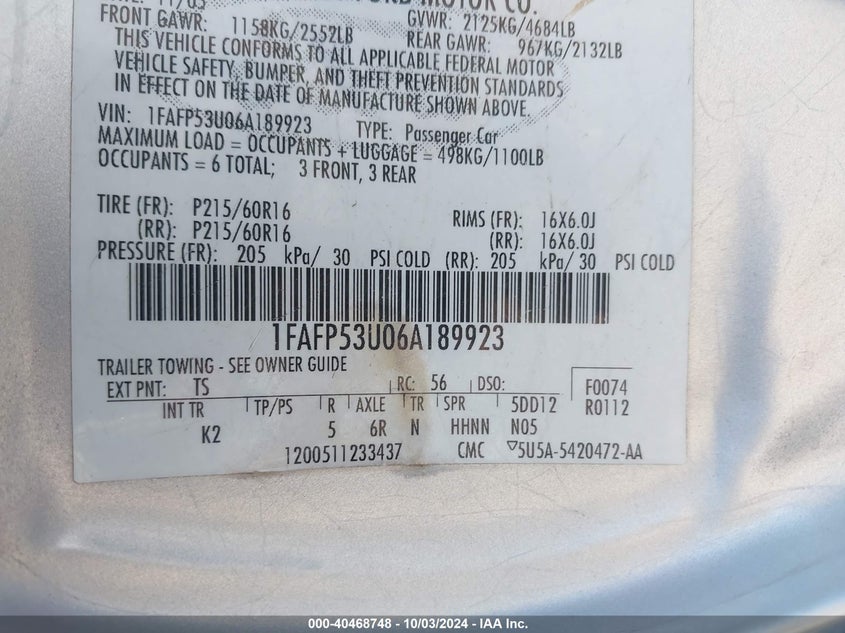 11/05 FORD MOTOR CO.
FRONT GAWR: 1158KG/2552LB GVWR: 2125KG/4684LB
REAR GAWR: 967KG/2132LB
THIS VEHICLE CONFORMS TO ALL APPLICABLE FEDERAL MOTOR
VEHICLE SAFETY, BUMPER, AND THEFT PREVENTION STANDARDS
IN EFFECT ON THE DATE OF MANUFACTURE SHOWN ABOVE.
VIN: 1FAFP53U06A189923 TYPE: Passenger Car
MAXIMUM LOAD = OCCUPANTS + LUGGAGE = 498KG/1100LB
OCCUPANTS = 6 TOTAL; 3 FRONT, 3 REAR
TIRE (FR): P215/60R16 RIMS (FR): 16X6.0J
(RR): P215/60R16 (RR): 16X6.0J
PRESSURE (FR): 205 kPa/ 30 PSI COLD (RR): 205 kPa/ 30 PSI COLD
1FAFP53U06A189923
TRAILER TOWING - SEE OWNER GUIDE
EXT PNT: TS RC: 56 DSO: F0074
INT TR TP/PS R AXLE TR SPR 5DD12 R0112
K2 5 6R N HHNN N05
1200511233437 CMC ▽5U5A-5420472-AA
000-40468748 - 10/03/2024 - IAA Inc.